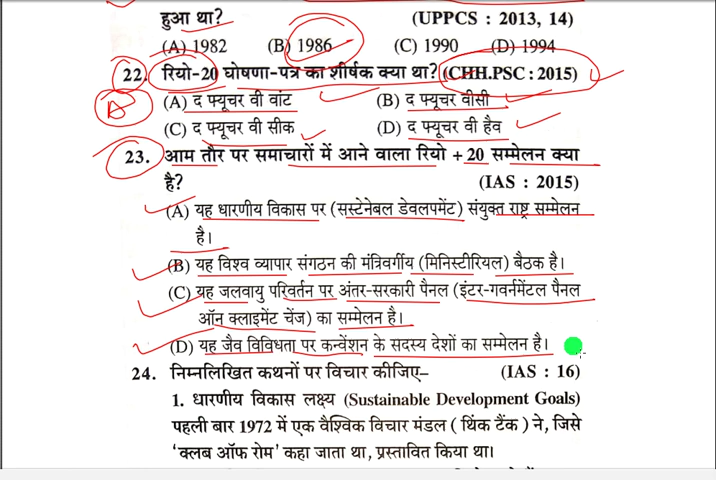 हुआ था? (UPPCS : 2013, 14)
(A) 1982 (B) 1986 (C) 1990 (D) 1994
22. रियो-20 घोषणा-पत्र का शीर्षक क्या था? (CHH.PSC : 2015)
A (A) द फ्यूचर वी वांट (B) द फ्यूचर वीसी
(C) द फ्यूचर वी सीक (D) द फ्यूचर वी हैव
23. आम तौर पर समाचारों में आने वाला रियो + 20 सम्मेलन क्या
है? (IAS : 2015)
(A) यह धारणीय विकास पर (सस्टेनेबल डेवलपमेंट) संयुक्त राष्ट्र सम्मेलन
है।
(B) यह विश्व व्यापार संगठन की मंत्रिवर्गीय (मिनिस्टीरियल) बैठक है।
(C) यह जलवायु परिवर्तन पर अंतर-सरकारी पैनल (इंटर-गवर्नमेंटल पैनल
ऑन क्लाइमेट चेंज) का सम्मेलन है।
(D) यह जैव विविधता पर कन्वेंशन के सदस्य देशों का सम्मेलन है।
24. निम्नलिखित कथनों पर विचार कीजिए– (IAS : 16)
1. धारणीय विकास लक्ष्य (Sustainable Development Goals)
पहली बार 1972 में एक वैश्विक विचार मंडल ( थिंक टैंक ) ने, जिसे
‘क्लब ऑफ रोम’ कहा जाता था, प्रस्तावित किया था।